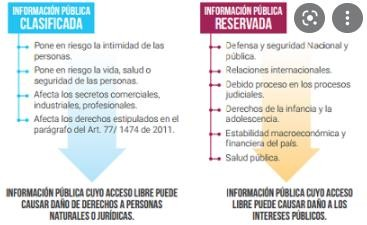 INFORMACIÓN PÚBLICA
CLASIFICADA
Pone en riesgo la intimidad de las
personas.
Pone en riesgo la vida, salud o
seguridad de las personas.
Afecta los secretos comerciales,
industriales, profesionales.
Afecta los derechos estipulados en el
parágrafo del Art. 77/ 1474 de 2011.
INFORMACIÓN PÚBLICA CUYO ACCESO LIBRE PUEDE
CAUSAR DAÑO DE DERECHOS A PERSONAS
NATURALES O JURÍDICAS.
INFORMACIÓN PÚBLICA
RESERVADA
Defensa y seguridad Nacional y
pública.
Relaciones internacionales.
Debido proceso en los procesos
judiciales.
Derechos de la infancia y la
adolescencia.
Estabilidad macroeconómica y
financiera del país.
Salud pública.
INFORMACIÓN PÚBLICA CUYO ACCESO
LIBRE PUEDE CAUSAR DAÑO A LOS
INTERESES PÚBLICOS.